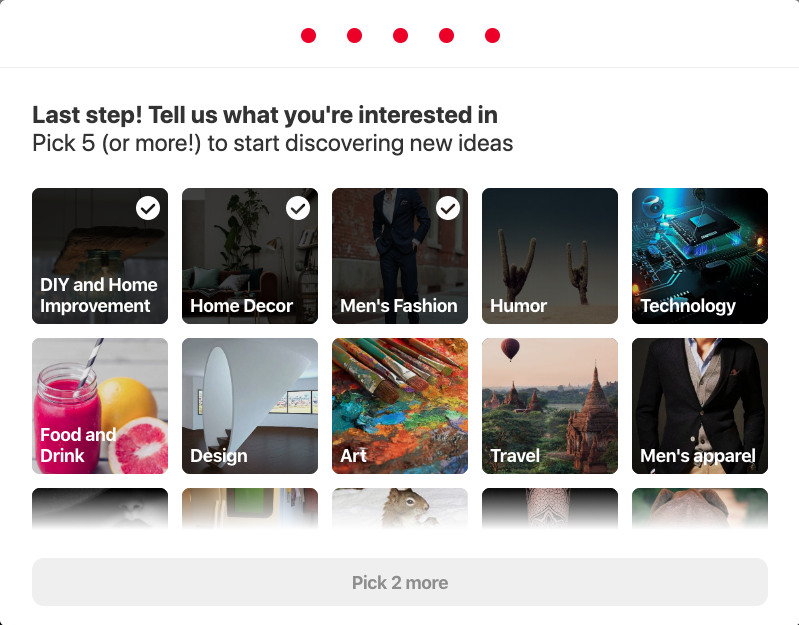 Last step! Tell us what you're interested in
Pick 5 (or more!) to start discovering new ideas
DIY and Home
Improvement
Home Decor
Men's Fashion
Humor
Technology
Food and
Drink
Design
Art
Travel
Men's apparel
Pick 2 more